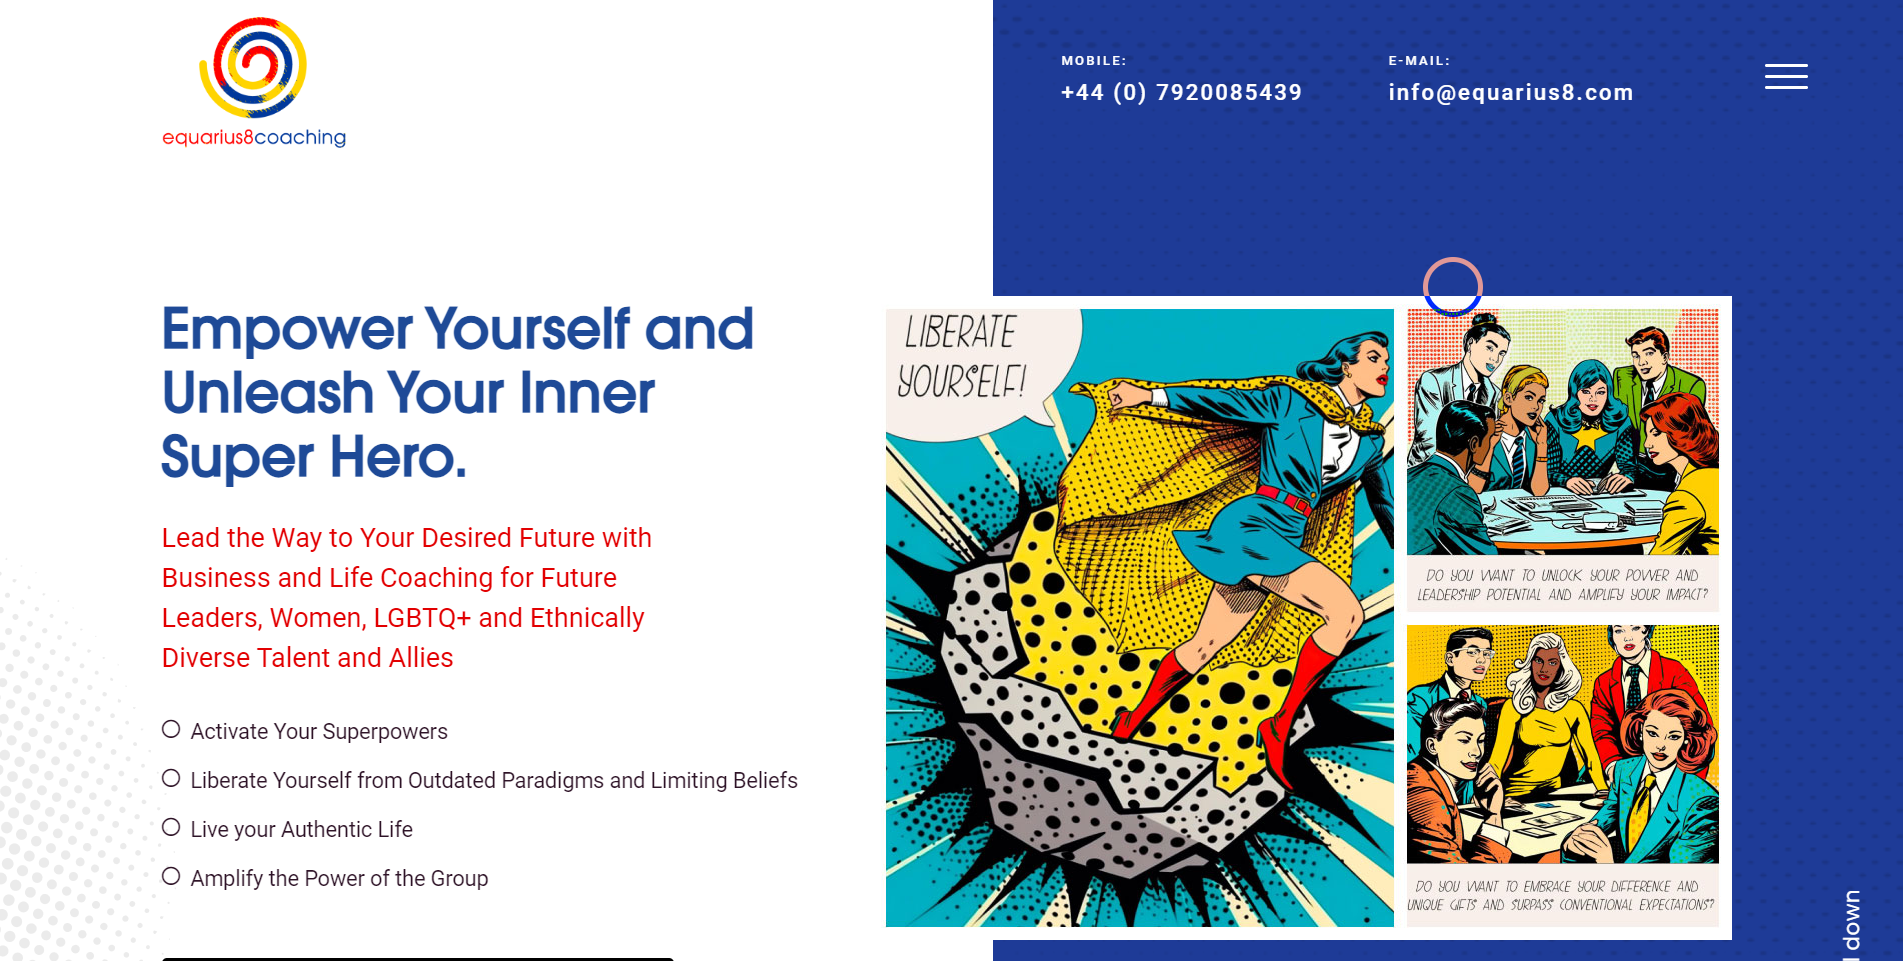 equarius8coaching
MOBILE:
+44 (0) 7920085439
E-MAIL:
info@equarius8.com
Empower Yourself and
Unleash Your Inner
Super Hero.
Lead the Way to Your Desired Future with
Business and Life Coaching for Future
Leaders, Women, LGBTQ+ and Ethnically
Diverse Talent and Allies
Activate Your Superpowers
Liberate Yourself from Outdated Paradigms and Limiting Beliefs
Live your Authentic Life
Amplify the Power of the Group
LIBERATE
YOURSELF!
DO YOU WANT TO UNLOCK YOUR POWER AND
LEADERSHIP POTENTIAL AND AMPLIFY YOUR IMPACT?
DO YOU WANT TO EMBRACE YOUR DIFFERENCE AND
UNIQUE GIFTS AND SURPASS CONVENTIONAL EXPECTATIONS?
down